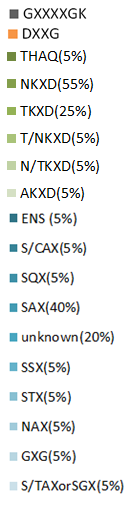 GXXXXGK
DXXG
THAQ(5%)
NKXD(55%)
TKXD(25%)
T/NKXD(5%)
N/TKXD(5%)
AKXD(5%)
ENS (5%)
S/CAX(5%)
SQX(5%)
SAX(40%)
unknown(20%)
SSX(5%)
STX(5%)
NAX(5%)
GXG(5%)
S/TAXorSGX(5%)